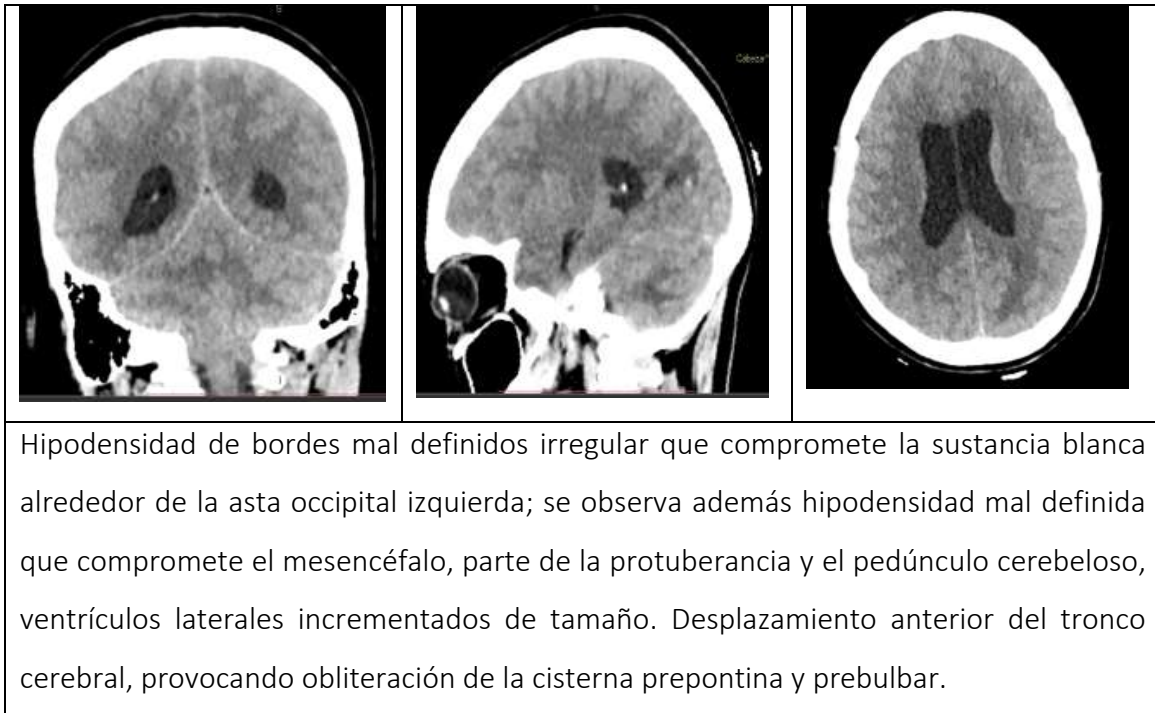 Cabeza
Hipodensidad de bordes mal definidos irregular que compromete la sustancia blanca
alrededor de la asta occipital izquierda; se observa además hipodensidad mal definida
que compromete el mesencéfalo, parte de la protuberancia y el pedúnculo cerebeloso,
ventrículos laterales incrementados de tamaño. Desplazamiento anterior del tronco
cerebral, provocando obliteración de la cisterna prepontina y prebulbar.